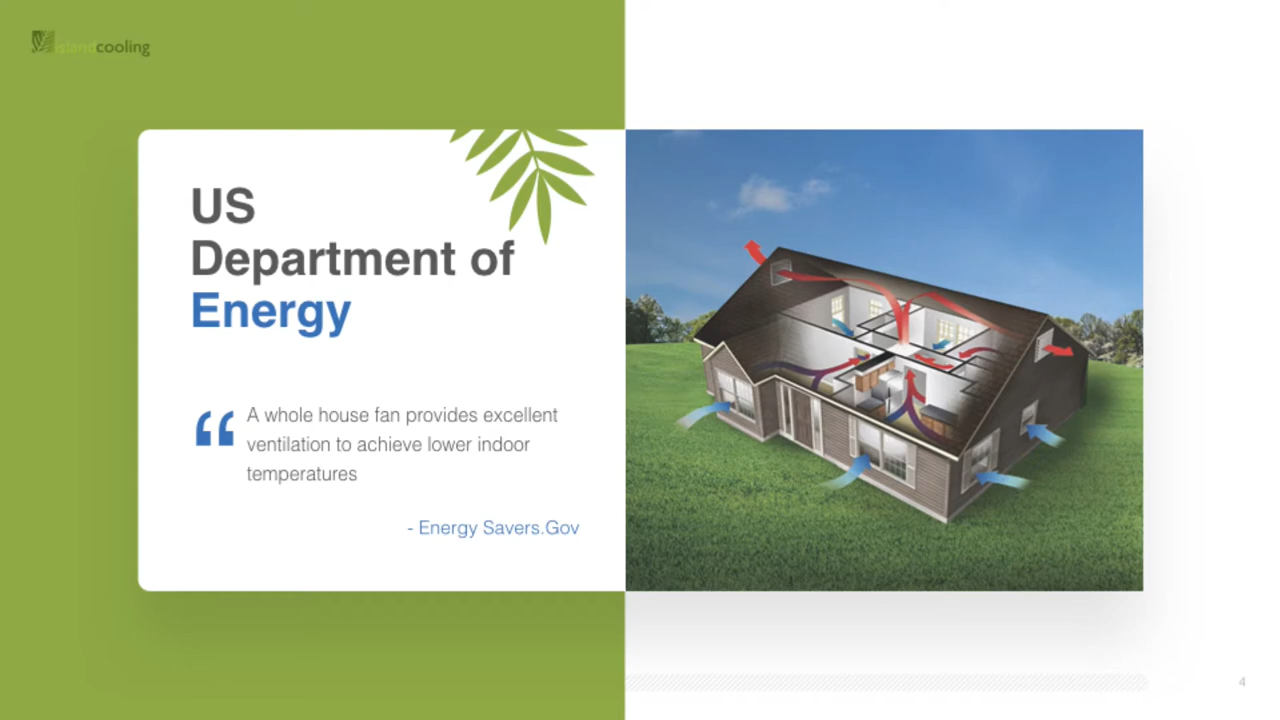 islandcooling
US
Department of
Energy
“ A whole house fan provides excellent
ventilation to achieve lower indoor
temperatures
- Energy Savers.Gov
4